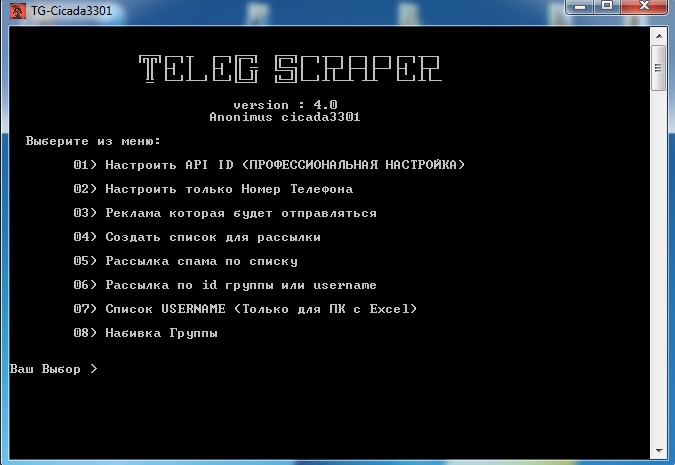 TG-Cicada3301
TELEG SCRAPER
version : 4.0
Anonimus cicada3301
Выберите из меню:
01) Настроить API ID (ПРОФЕССИОНАЛЬНАЯ НАСТРОЙКА)
02) Настроить только Номер Телефона
03) Реклама которая будет отправляться
04) Создать список для рассылки
05) Рассылка спама по списку
06) Рассылка по id группы или username
07) Список USERNAME (Только для ПК с Excel)
08) Набивка Группы
Ваш Выбор >